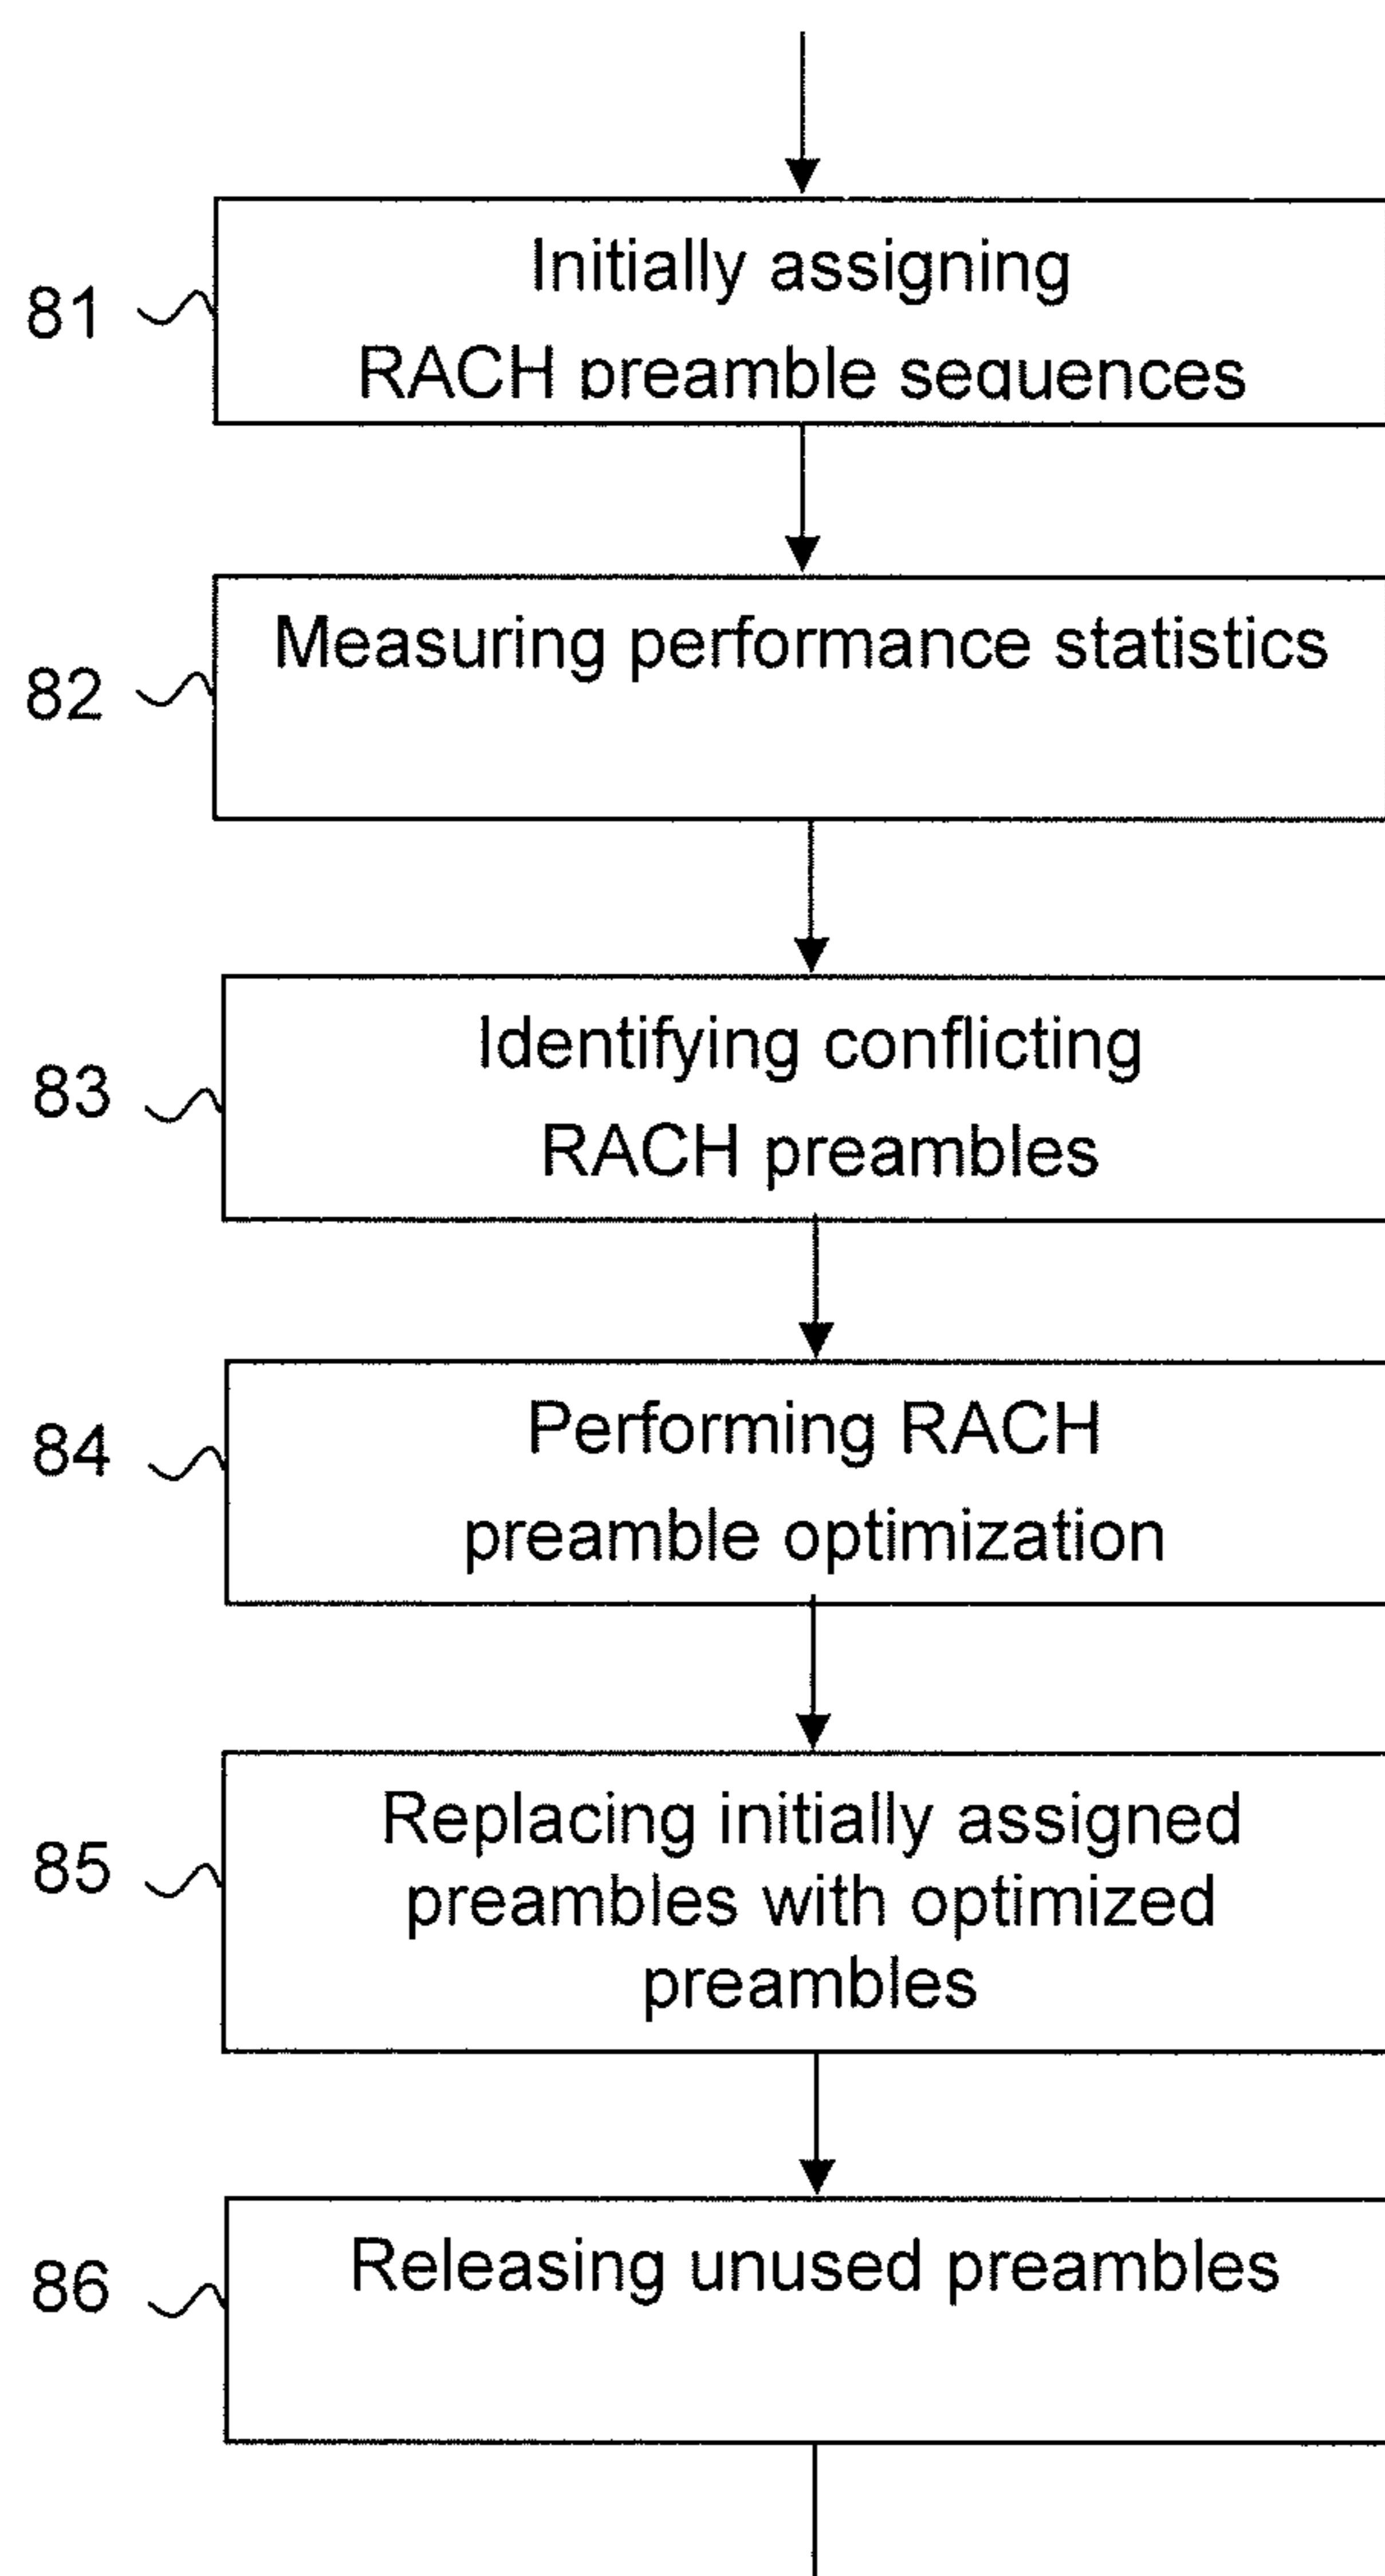 Initially assigning
RACH preamble sequences
81
Measuring performance statistics
82
Identifying conflicting
RACH preambles
83
Performing RACH
preamble optimization
84
Replacing initially assigned
preambles with optimized
preambles
85
Releasing unused preambles
86